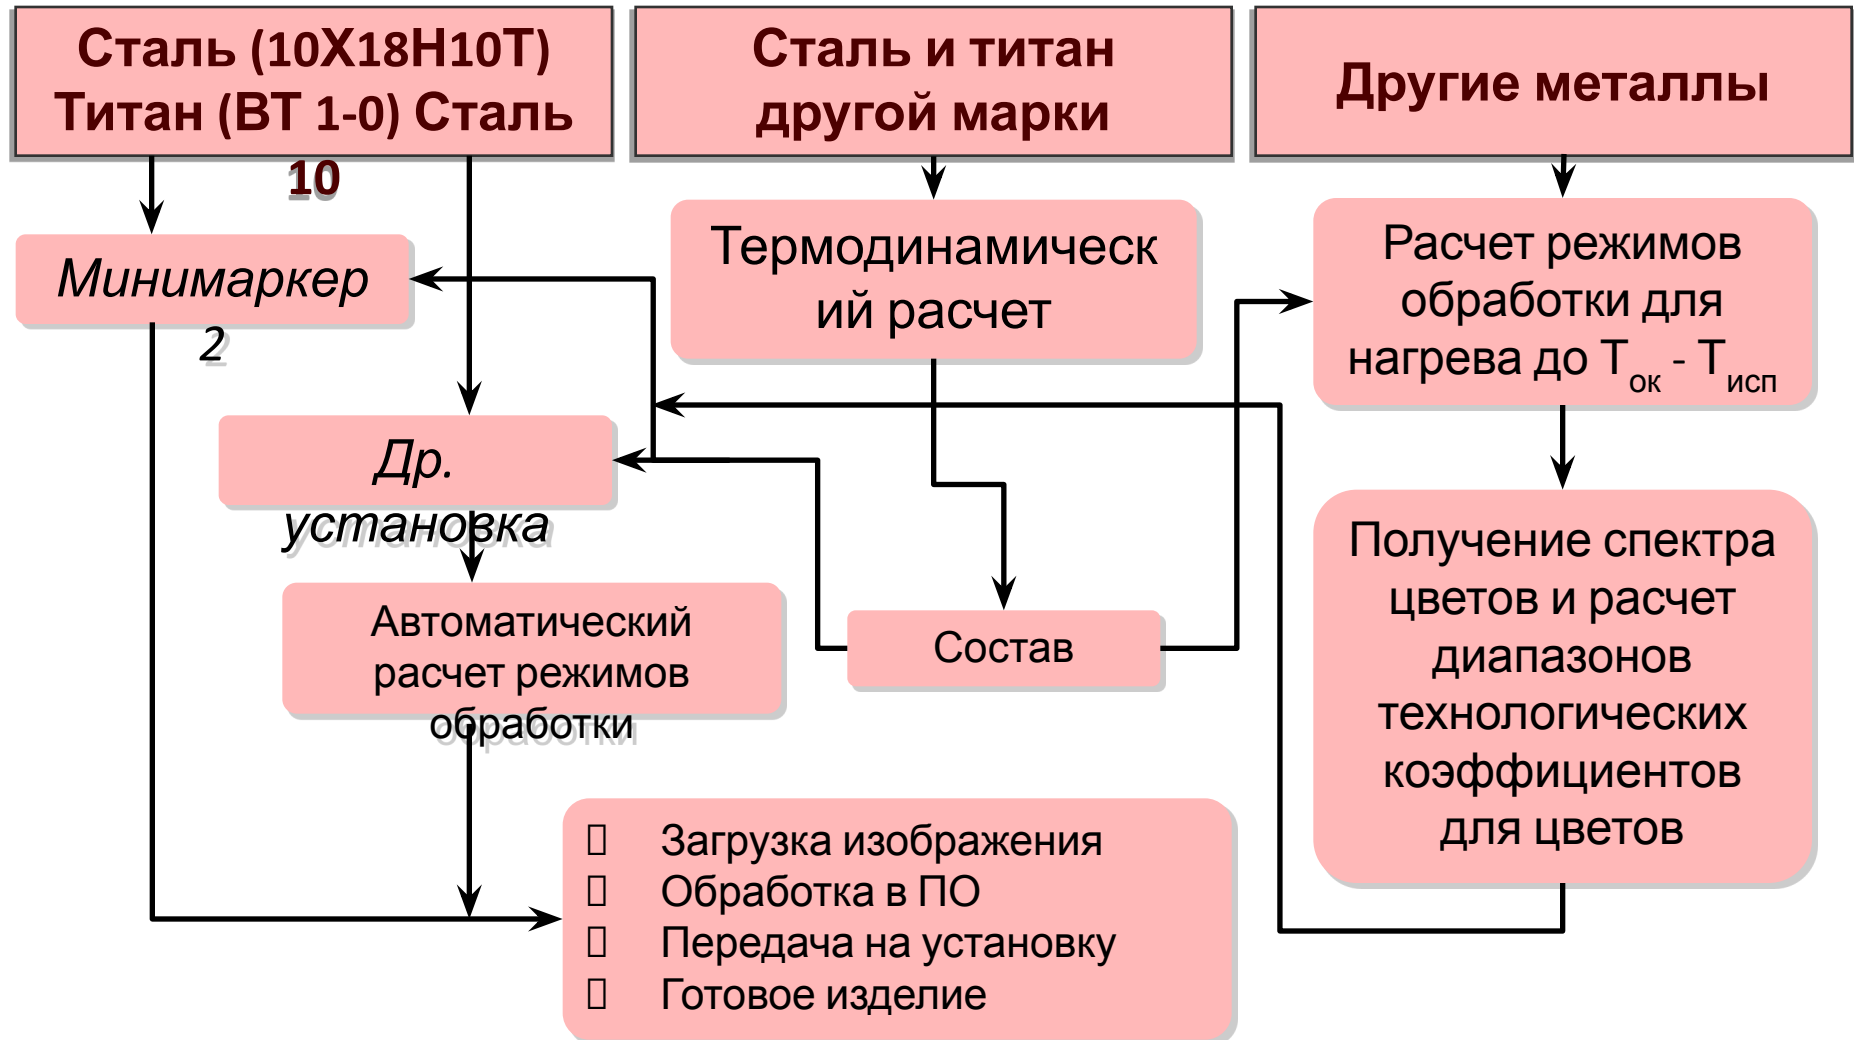 Сталь (10Х18Н10Т)
Титан (ВТ 1-0) Сталь
10
Сталь и титан
другой марки
Другие металлы
Минимаркер
2
Термодинамическ
ий расчет
Расчет режимов
обработки для
нагрева до Tок - Tисп
Др.
установка
Получение спектра
цветов и расчет
диапазонов
технологических
коэффициентов
для цветов
Автоматический
расчет режимов
обработки
Состав
Загрузка изображения
Обработка в ПО
Передача на установку
Готовое изделие